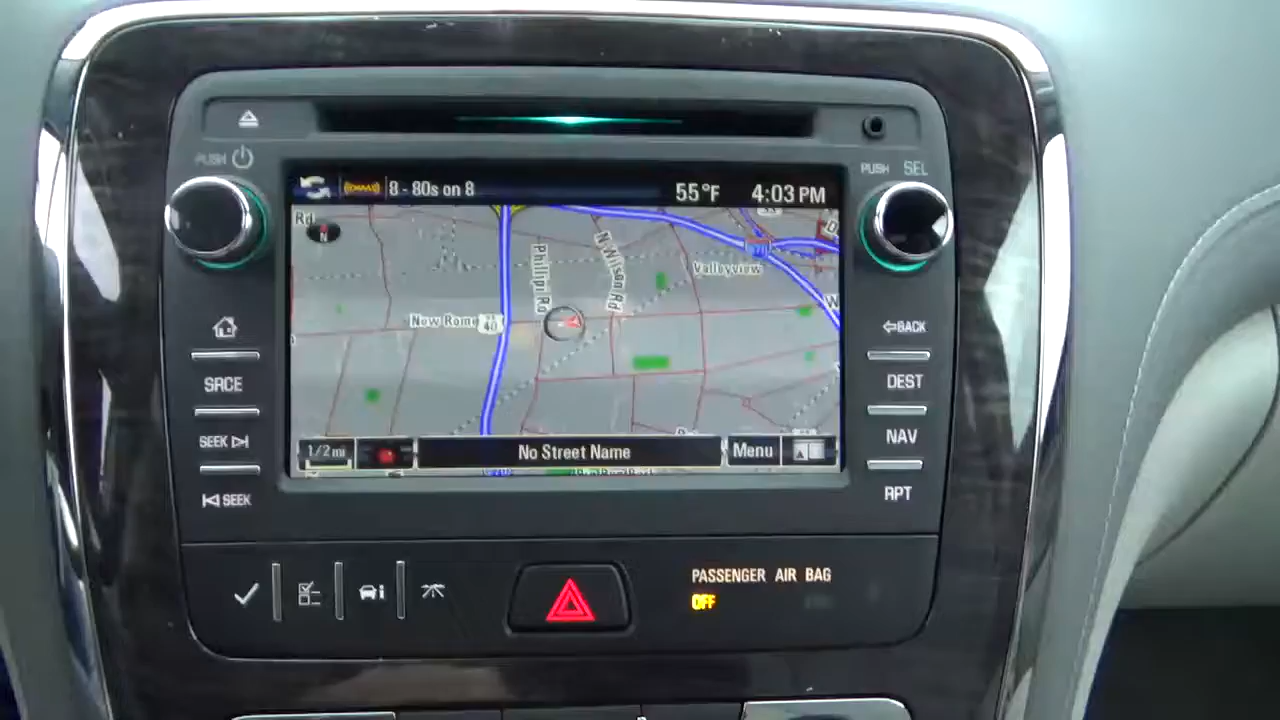 PUSH
PUSH SEL
8 - 80s on 8
55°F
4:03 PM
Rd
N
Phillipi Rd
N Wilson Rd
Valleyview
270
New Rome
40
SRCE
SEEK
SEEK
BACK
DEST
NAV
RPT
1/2 mi
No Street Name
Menu
PASSENGER AIR BAG
OFF